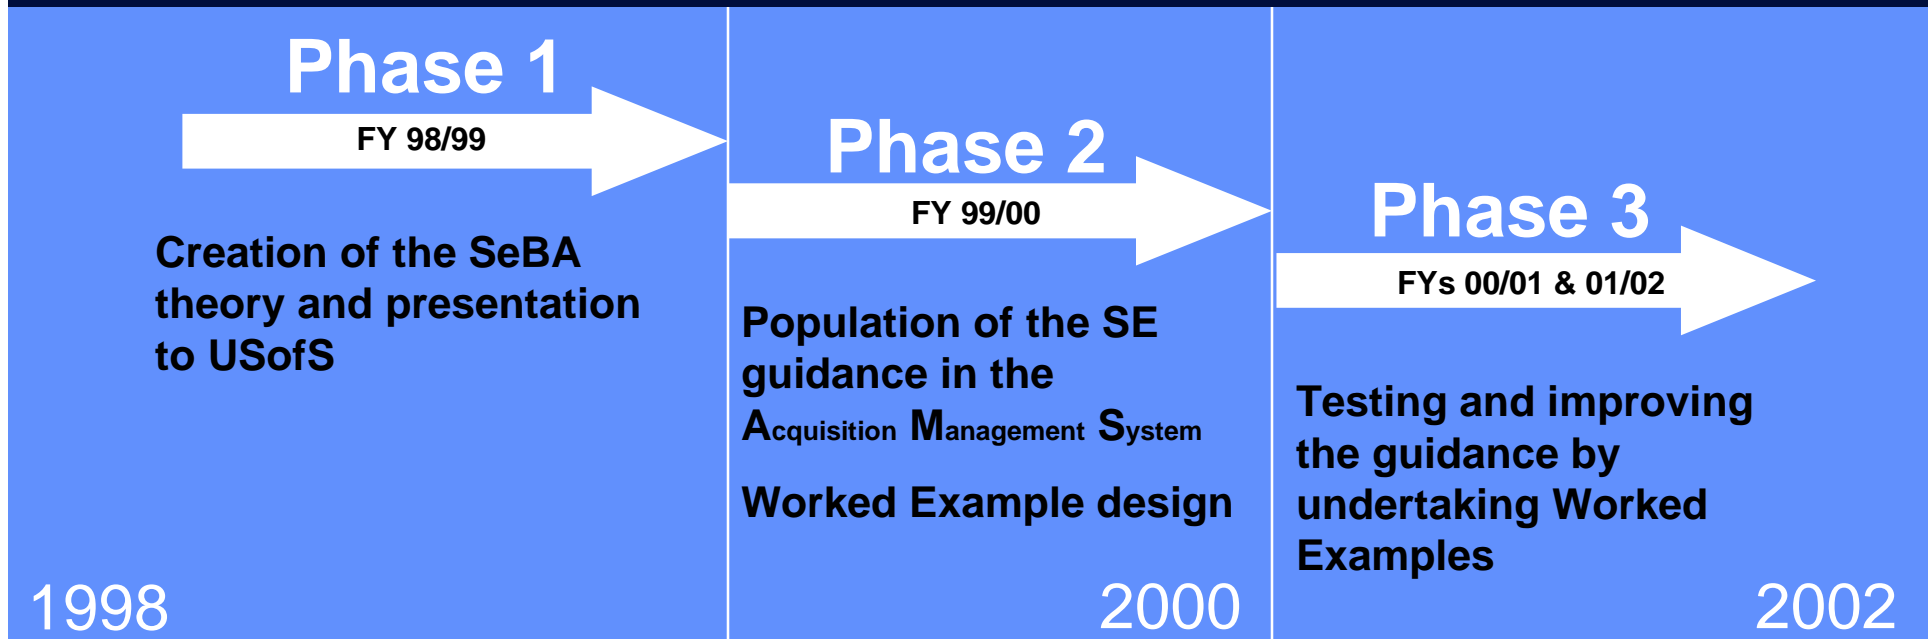 Phase 1
FY 98/99
Creation of the SeBA
theory and presentation
to USofS
1998
Phase 2
FY 99/00
Population of the SE
guidance in the
Acquisition Management System
Worked Example design
2000
Phase 3
FYs 00/01 & 01/02
Testing and improving
the guidance by
undertaking Worked
Examples
2002